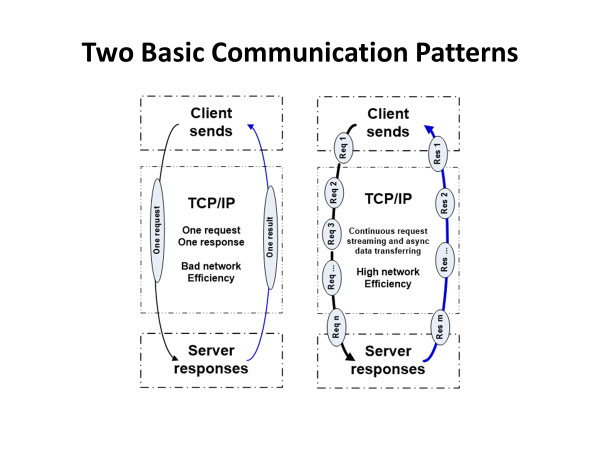 Two Basic Communication Patterns
Client
sends
One request
TCP/IP
One request
One response
Bad network
Efficiency
One result
Server
responses
Client
sends
Req 1
Req 2
Req 3
Req ...
Req n
TCP/IP
Continuous request
streaming and async
data transferring
High network
Efficiency
Res 1
Res 2
Res ...
Res m
Server
responses